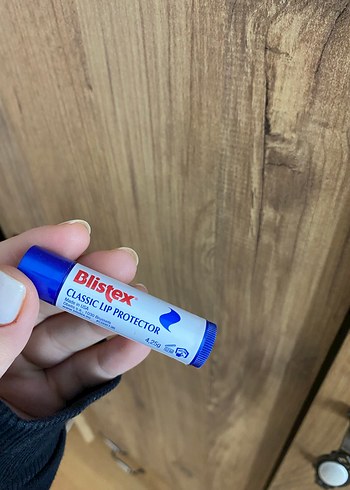 Blistex
CLASSIC LIP PROTECTOR
Made in USA
4.25g